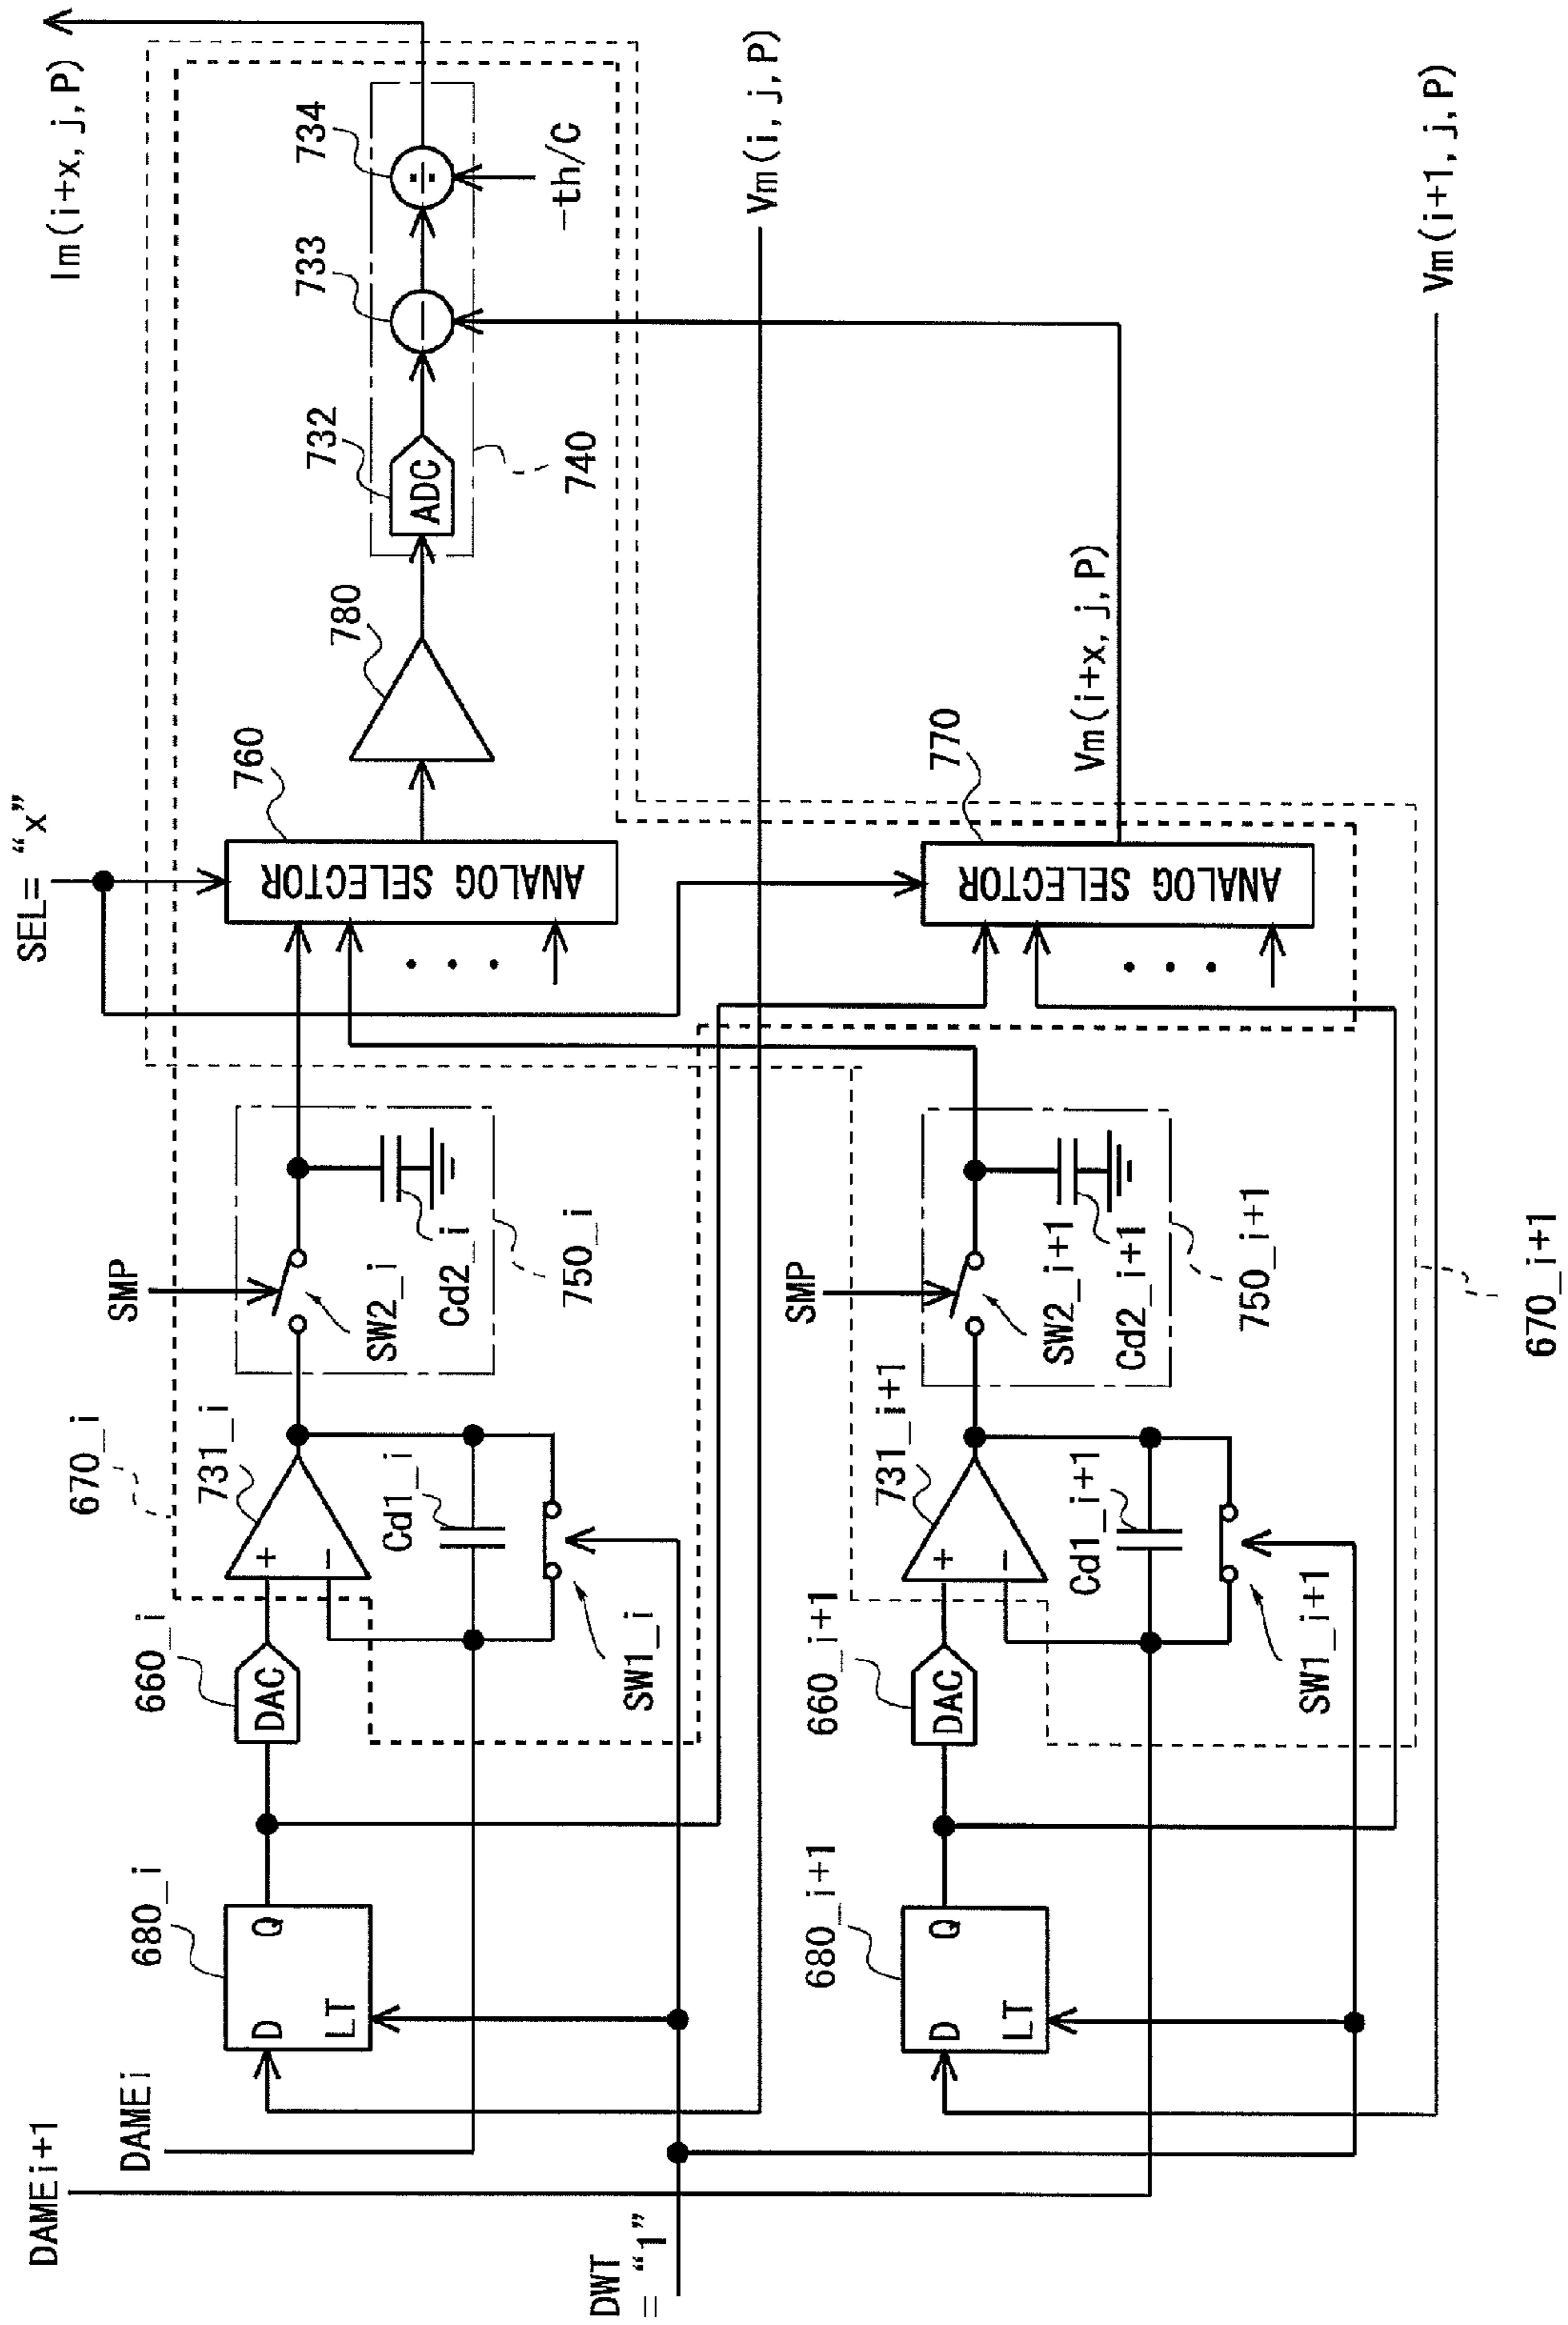 DAMEi+1
DAMEi
DWT
= “1”
680_i
D
Q
LT
660_i
DAC
670_i
731_i
+
−
Cd1_i
SW1_i
SMP
SW2_i
Cd2_i
750_i
SEL= “x”
760
ANALOG SELECTOR
780
732
ADC
733
−
734
÷
740
−th/C
Im(i+x, j, P)
Vm(i, j, P)
680_i+1
D
Q
LT
660_i+1
DAC
731_i+1
+
−
Cd1_i+1
SW1_i+1
SMP
SW2_i+1
Cd2_i+1
750_i+1
770
ANALOG SELECTOR
Vm(i+x, j, P)
Vm(i+1, j, P)
670_i+1